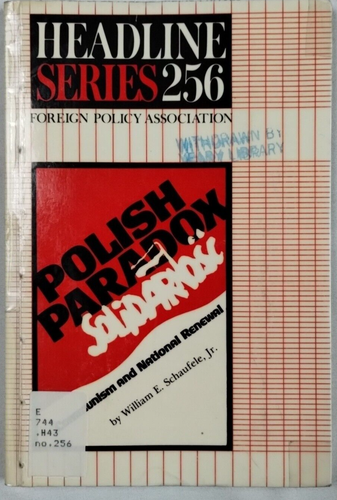 HEADLINE
SERIES 256
FOREIGN POLICY ASSOCIATION
WITHDRAWN BY
LIBRARY
POLISH
PARADOX
SOLIDARNOŚĆ
unism and National Renewal
by William E. Schaufele, Jr.
E
744
.H43
no.256